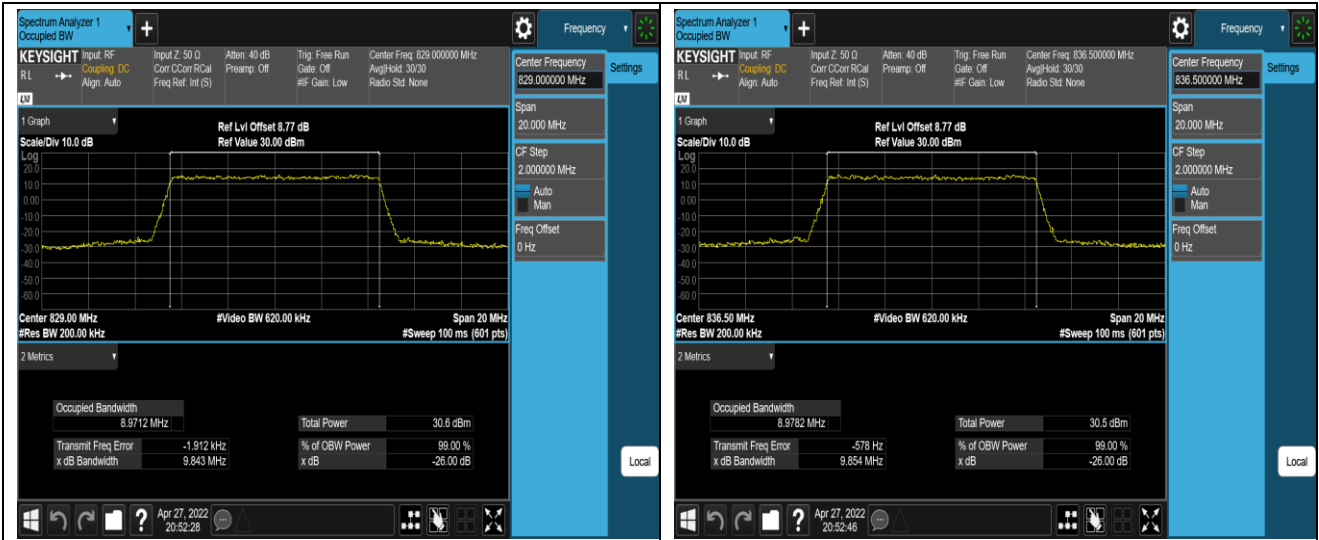 Spectrum Analyzer 1
Occupied BW
Frequency
KEYSIGHT
Input: RF
Coupling: DC
Align: Auto
Input Z: 50 Ω
Corr CCorr RCal
Freq Ref: Int (S)
Atten: 40 dB
Preamp: Off
Trig: Free Run
Gate: Off
#IF Gain: Low
Center Freq: 829.000000 MHz
Avg|Hold: 30/30
Radio Std: None
RL
LXI
Center Frequency
829.000000 MHz
Settings
Span
20.000 MHz
CF Step
2.000000 MHz
Auto
Man
Freq Offset
0 Hz
Local
1 Graph
Ref Lvl Offset 8.77 dB
Scale/Div 10.0 dB
Ref Value 30.00 dBm
Log
20.0
10.0
0.00
-10.0
-20.0
-30.0
-40.0
-50.0
-60.0
Center 829.00 MHz
#Video BW 620.00 kHz
Span 20 MHz
#Res BW 200.00 kHz
#Sweep 100 ms (601 pts)
2 Metrics
Occupied Bandwidth
8.9712 MHz
Total Power 30.6 dBm
Transmit Freq Error -1.912 kHz
% of OBW Power 99.00 %
x dB Bandwidth 9.843 MHz
x dB -26.00 dB
?
Apr 27, 2022
20:52:28
Spectrum Analyzer 1
Occupied BW
Frequency
KEYSIGHT
Input: RF
Coupling: DC
Align: Auto
Input Z: 50 Ω
Corr CCorr RCal
Freq Ref: Int (S)
Atten: 40 dB
Preamp: Off
Trig: Free Run
Gate: Off
#IF Gain: Low
Center Freq: 836.500000 MHz
Avg|Hold: 30/30
Radio Std: None
RL
LXI
Center Frequency
836.500000 MHz
Settings
Span
20.000 MHz
CF Step
2.000000 MHz
Auto
Man
Freq Offset
0 Hz
Local
1 Graph
Ref Lvl Offset 8.77 dB
Scale/Div 10.0 dB
Ref Value 30.00 dBm
Log
20.0
10.0
0.00
-10.0
-20.0
-30.0
-40.0
-50.0
-60.0
Center 836.50 MHz
#Video BW 620.00 kHz
Span 20 MHz
#Res BW 200.00 kHz
#Sweep 100 ms (601 pts)
2 Metrics
Occupied Bandwidth
8.9782 MHz
Total Power 30.5 dBm
Transmit Freq Error -578 Hz
% of OBW Power 99.00 %
x dB Bandwidth 9.854 MHz
x dB -26.00 dB
?
Apr 27, 2022
20:52:46